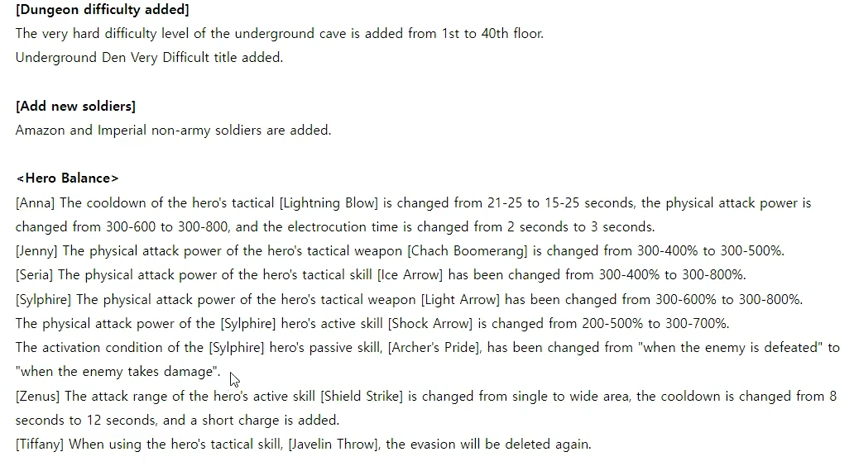 [Dungeon difficulty added]
The very hard difficulty level of the underground cave is added from 1st to 40th floor.
Underground Den Very Difficult title added.
[Add new soldiers]
Amazon and Imperial non-army soldiers are added.
<Hero Balance>
[Anna] The cooldown of the hero's tactical [Lightning Blow] is changed from 21-25 to 15-25 seconds, the physical attack power is
changed from 300-600 to 300-800, and the electrocution time is changed from 2 seconds to 3 seconds.
[Jenny] The physical attack power of the hero's tactical weapon [Chach Boomerang] is changed from 300-400% to 300-500%.
[Seria] The physical attack power of the hero's tactical skill [Ice Arrow] has been changed from 300-400% to 300-800%.
[Sylphire] The physical attack power of the hero's tactical weapon [Light Arrow] has been changed from 300-600% to 300-800%.
The physical attack power of the [Sylphire] hero's active skill [Shock Arrow] is changed from 200-500% to 300-700%.
The activation condition of the [Sylphire] hero's passive skill, [Archer's Pride], has been changed from "when the enemy is defeated" to
"when the enemy takes damage".
[Zenus] The attack range of the hero's active skill [Shield Strike] is changed from single to wide area, the cooldown is changed from 8
seconds to 12 seconds, and a short charge is added.
[Tiffany] When using the hero's tactical skill, [Javelin Throw], the evasion will be deleted again.